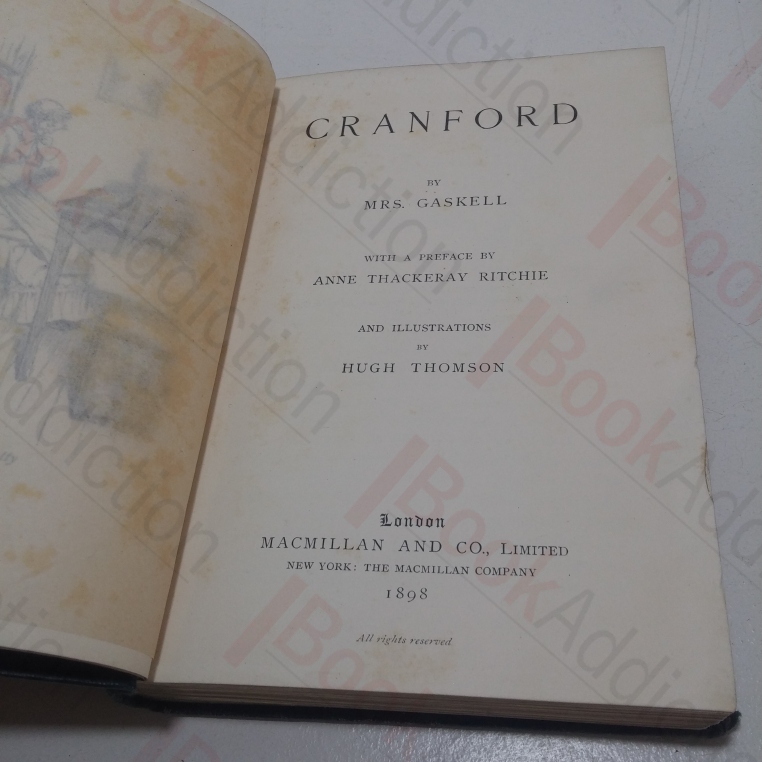 CRANFORD
BY
MRS. GASKELL
WITH A PREFACE BY
ANNE THACKERAY RITCHIE
AND ILLUSTRATIONS
BY
HUGH THOMSON
London
MACMILLAN AND CO., LIMITED
NEW YORK: THE MACMILLAN COMPANY
1898
All rights reserved
BookAddiction